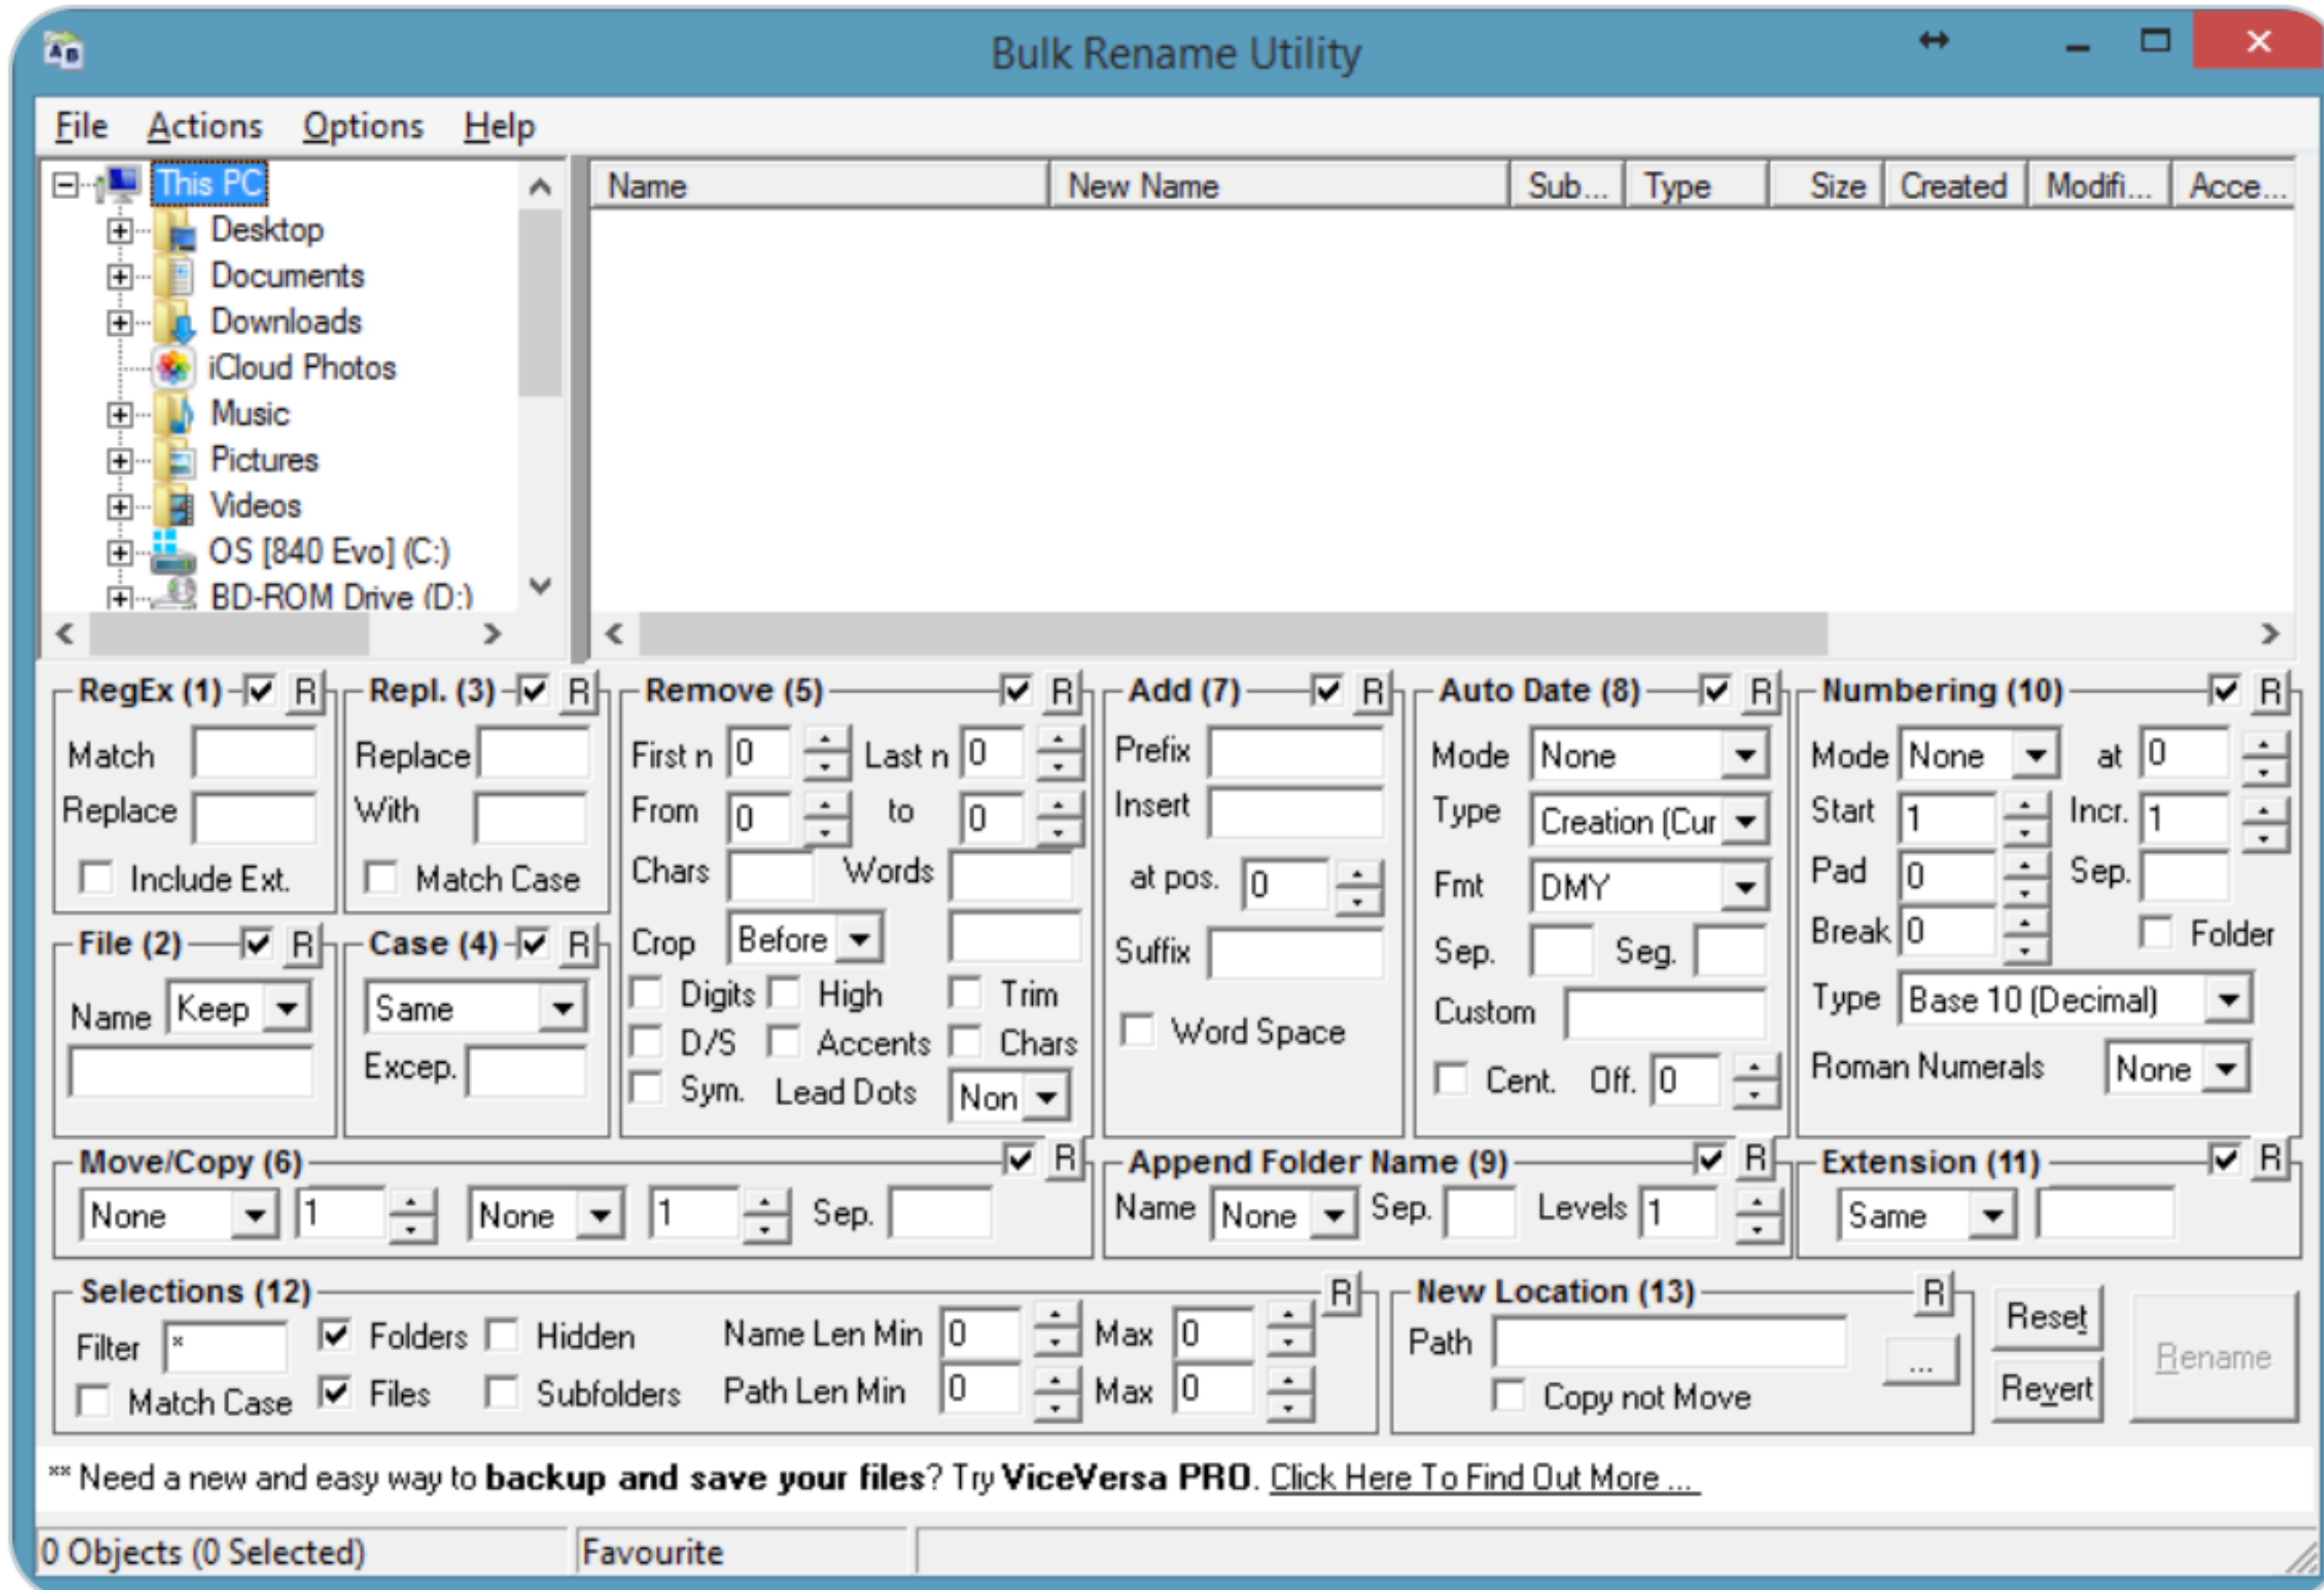 Bulk Rename Utility
File Actions Options Help
This PC
Desktop
Documents
Downloads
iCloud Photos
Music
Pictures
Videos
OS [840 Evo] (C:)
BD-ROM Drive (D:)
Name New Name Sub... Type Size Created Modifi... Acce...
RegEx (1) R
Match
Replace
Include Ext.
Repl. (3) R
Replace
With
Match Case
File (2) R
Name Keep
Case (4) R
Same
Excep.
Remove (5) R
First n 0 Last n 0
From 0 to 0
Chars Words
Crop Before
Digits High Trim
D/S Accents Chars
Sym. Lead Dots Non
Add (7) R
Prefix
Insert
at pos. 0
Suffix
Word Space
Auto Date (8) R
Mode None
Type Creation (Cur
Fmt DMY
Sep. Seg.
Custom
Cent. Off. 0
Numbering (10) R
Mode None at 0
Start 1 Incr. 1
Pad 0 Sep.
Break 0 Folder
Type Base 10 (Decimal)
Roman Numerals None
Move/Copy (6) R
None 1 None 1 Sep.
Append Folder Name (9) R
Name None Sep. Levels 1
Extension (11) R
Same
Selections (12) R
Filter * Folders Hidden Name Len Min 0 Max 0
Match Case Files Subfolders Path Len Min 0 Max 0
New Location (13) R
Path ...
Copy not Move
Reset
Revert
Rename
** Need a new and easy way to backup and save your files? Try ViceVersa PRO. Click Here To Find Out More ...
0 Objects (0 Selected) Favourite